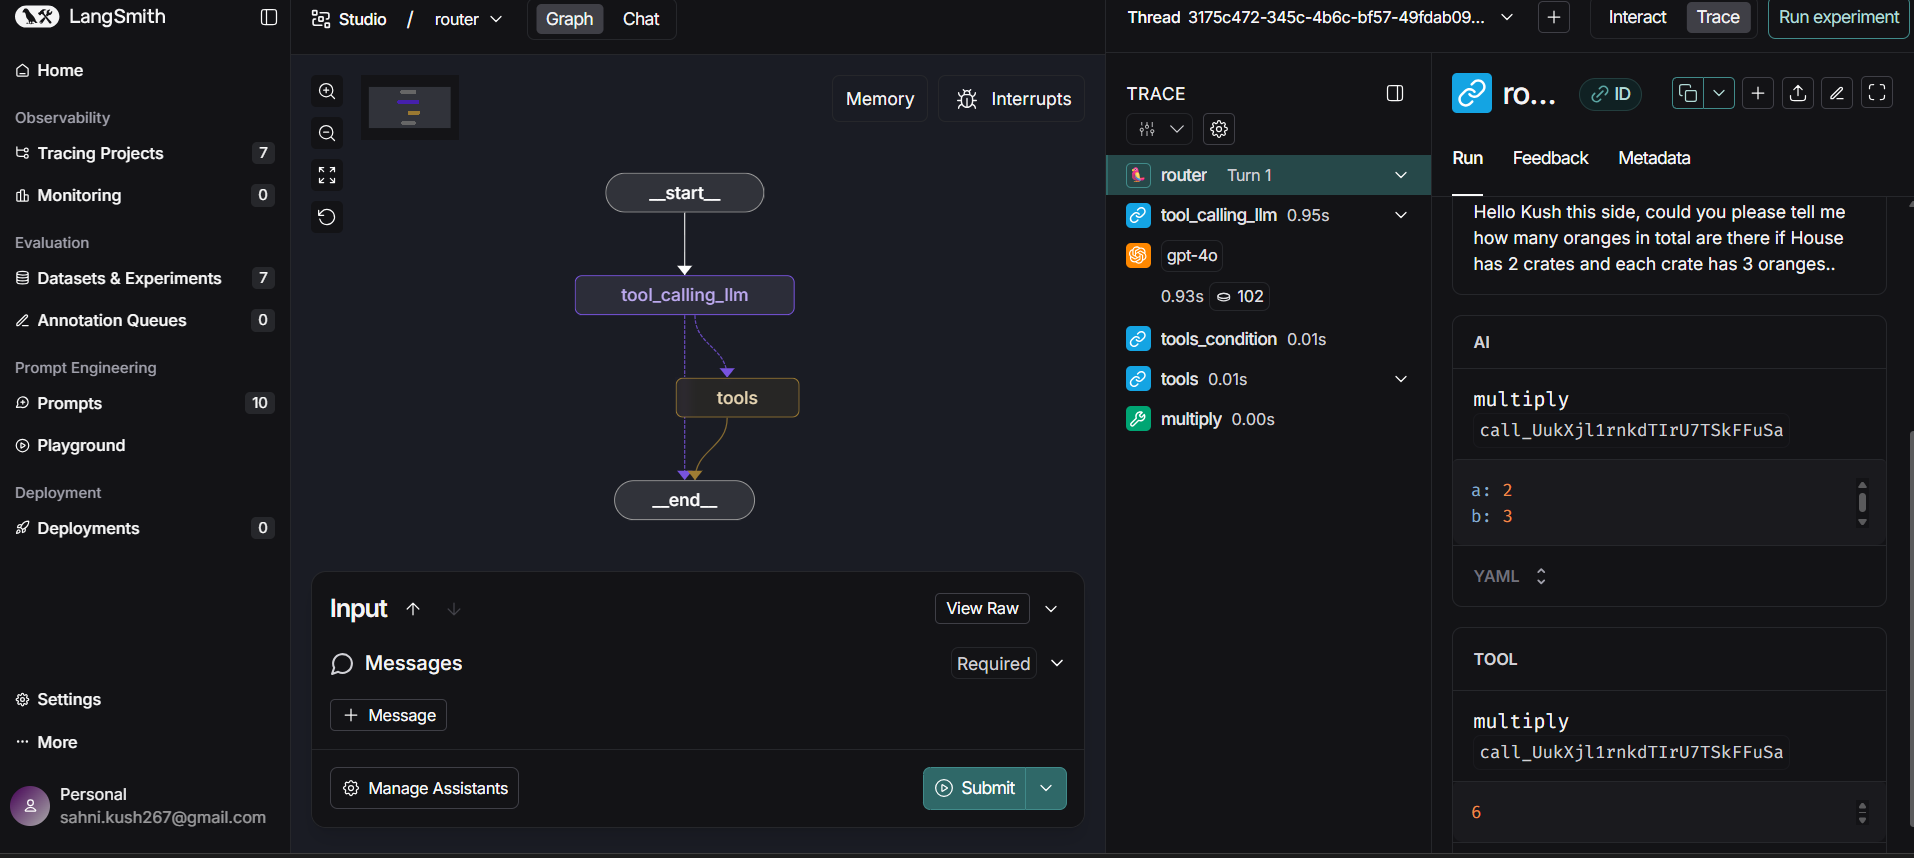 LangSmith
Home
Observability
Tracing Projects 7
Monitoring 0
Evaluation
Datasets & Experiments 7
Annotation Queues 0
Prompt Engineering
Prompts 10
Playground
Deployment
Deployments 0
Settings
More
Personal
sahni.kush267@gmail.com
Studio / router
Graph Chat
Memory Interrupts
__start__
tool_calling_llm
tools
__end__
Input View Raw
Messages Required
+ Message
Manage Assistants Submit
Thread 3175c472-345c-4b6c-bf57-49fdab09...
Interact Trace Run experiment
TRACE
router Turn 1
tool_calling_llm 0.95s
gpt-4o
0.93s 102
tools_condition 0.01s
tools 0.01s
multiply 0.00s
ro... ID
Run Feedback Metadata
Hello Kush this side, could you please tell me
how many oranges in total are there if House
has 2 crates and each crate has 3 oranges..
AI
multiply
call_UukXjl1rnkdTIrU7TSkFFuSa
a: 2
b: 3
YAML
TOOL
multiply
call_UukXjl1rnkdTIrU7TSkFFuSa
6